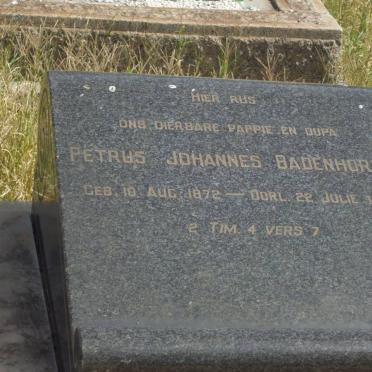 HIER RUS
ONS DIERBARE PAPPIE EN OUPA
PETRUS JOHANNES BADENHOR
GEB. 10 AUG. 1872 — OORL. 22 JULIE 1
2 TIM. 4 VERS 7